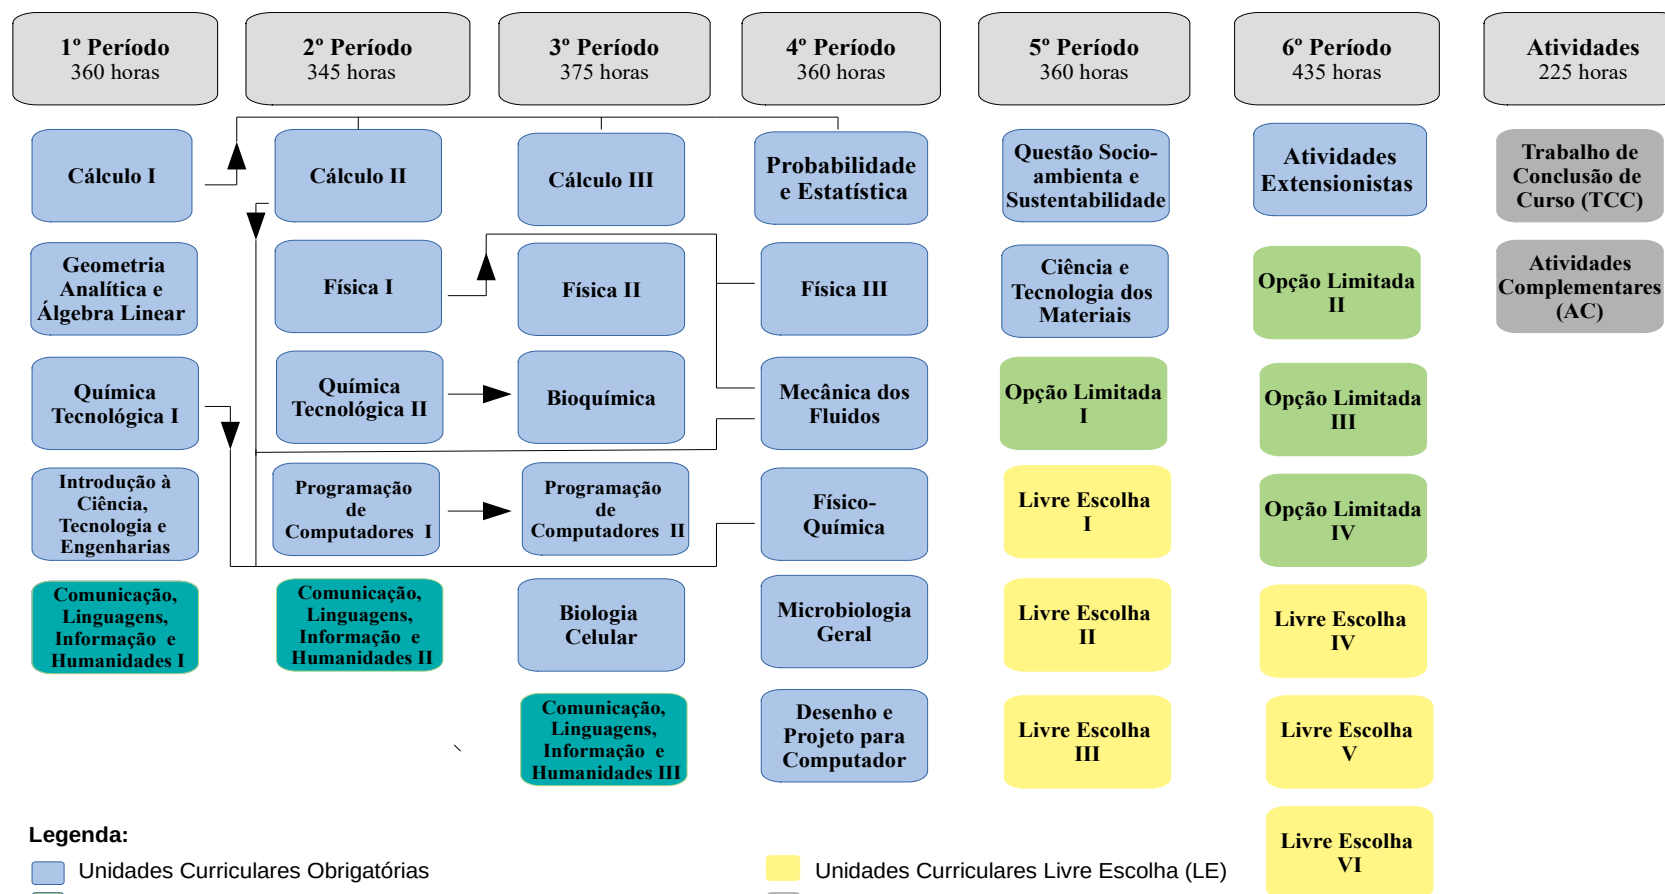 1º Período
360 horas
2º Período
345 horas
3º Período
375 horas
4º Período
360 horas
5º Período
360 horas
6º Período
435 horas
Atividades
225 horas
Cálculo I
Cálculo II
Cálculo III
Probabilidade
e Estatística
Questão Socio-
ambienta e
Sustentabilidade
Atividades
Extensionistas
Trabalho de
Conclusão de
Curso (TCC)
Geometria
Analítica e
Álgebra Linear
Física I
Física II
Física III
Ciência e
Tecnologia dos
Materiais
Opção Limitada
II
Atividades
Complementares
(AC)
Química
Tecnológica I
Química
Tecnológica II
Bioquímica
Mecânica dos
Fluidos
Opção Limitada
I
Opção Limitada
III
Introdução à
Ciência,
Tecnologia e
Engenharias
Programação
de
Computadores I
Programação
de
Computadores II
Físico-
Química
Livre Escolha
I
Opção Limitada
IV
Comunicação,
Linguagens,
Informação e
Humanidades I
Comunicação,
Linguagens,
Informação e
Humanidades II
Biologia
Celular
Microbiologia
Geral
Livre Escolha
II
Livre Escolha
IV
Comunicação,
Linguagens,
Informação e
Humanidades III
Desenho e
Projeto para
Computador
Livre Escolha
III
Livre Escolha
V
Livre Escolha
VI
Legenda:
Unidades Curriculares Obrigatórias
Unidades Curriculares Livre Escolha (LE)